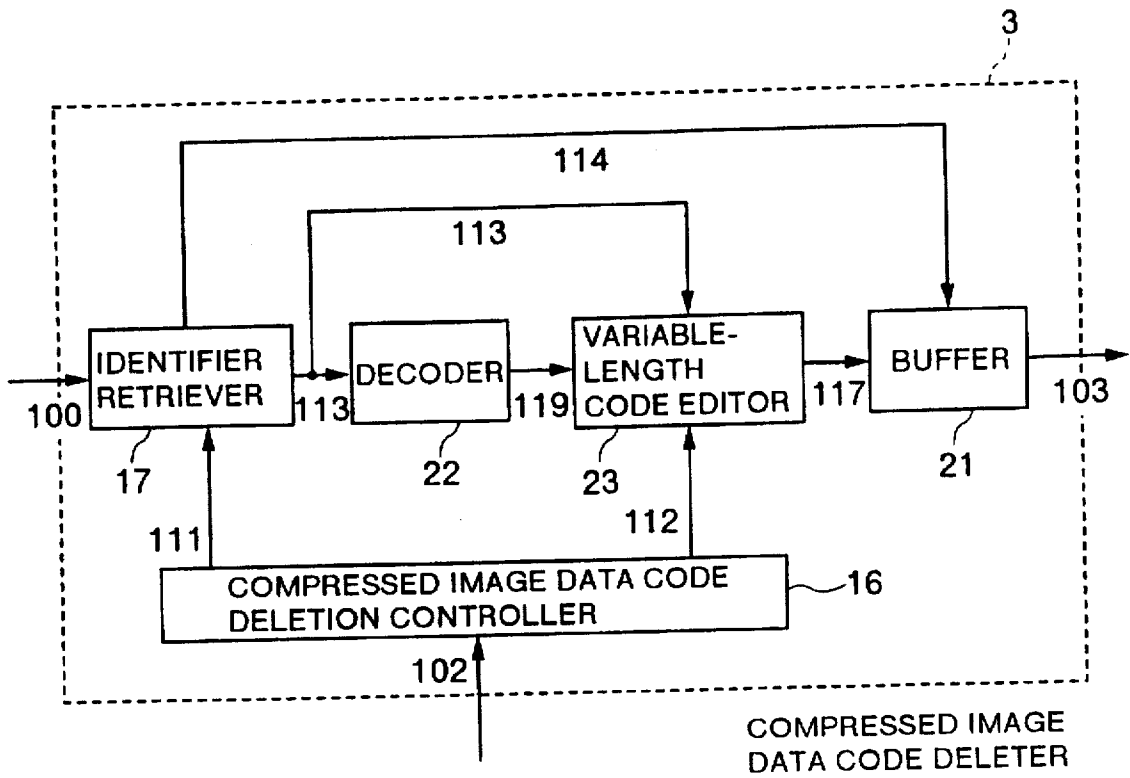 3
114
113
IDENTIFIER
RETRIEVER
DECODER
VARIABLE-
LENGTH
CODE EDITOR
BUFFER
100
113
119
117
103
17
22
23
21
111
112
COMPRESSED IMAGE DATA CODE
DELETION CONTROLLER
16
102
COMPRESSED IMAGE
DATA CODE DELETER